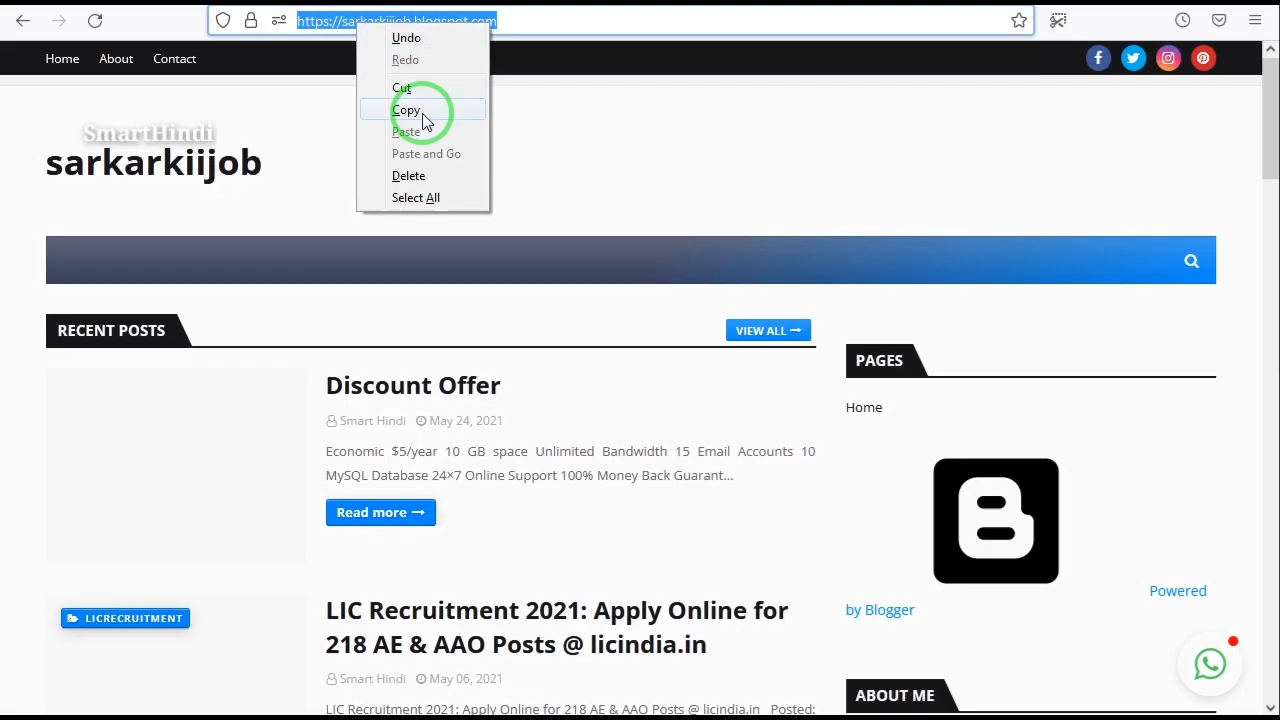 https://sarkarkiijob.blogspot.com
Undo
Redo
Cut
Copy
Paste
Paste and Go
Delete
Select All
Home About Contact
SmartHindi
sarkarkiijob
RECENT POSTS
VIEW ALL
Discount Offer
Smart Hindi May 24, 2021
Economic $5/year 10 GB space Unlimited Bandwidth 15 Email Accounts 10
MySQL Database 24×7 Online Support 100% Money Back Guarant...
Read more
LICRECRUITMENT
LIC Recruitment 2021: Apply Online for
218 AE & AAO Posts @ licindia.in
Smart Hindi May 06, 2021
LIC Recruitment 2021: Apply Online for 218 AE & AAO Posts @ licindia.in Posted:
PAGES
Home
Powered
by Blogger
ABOUT ME